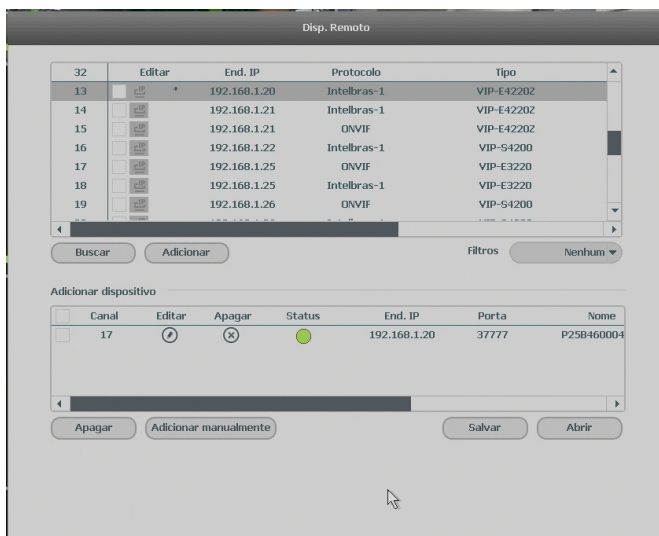 Disp. Remoto
32 Editar End. IP Protocolo Tipo
13 * 192.168.1.20 Intelbras-1 VIP-E4220Z
14 192.168.1.21 Intelbras-1 VIP-E4220Z
15 192.168.1.21 ONVIF VIP-E4220Z
16 192.168.1.22 Intelbras-1 VIP-S4200
17 192.168.1.25 ONVIF VIP-E3220
18 192.168.1.25 Intelbras-1 VIP-E3220
19 192.168.1.26 ONVIF VIP-S4200
Buscar Adicionar Filtros Nenhum
Adicionar dispositivo
Canal Editar Apagar Status End. IP Porta Nome
17 192.168.1.20 37777 P25B460004
Apagar Adicionar manualmente Salvar Abrir